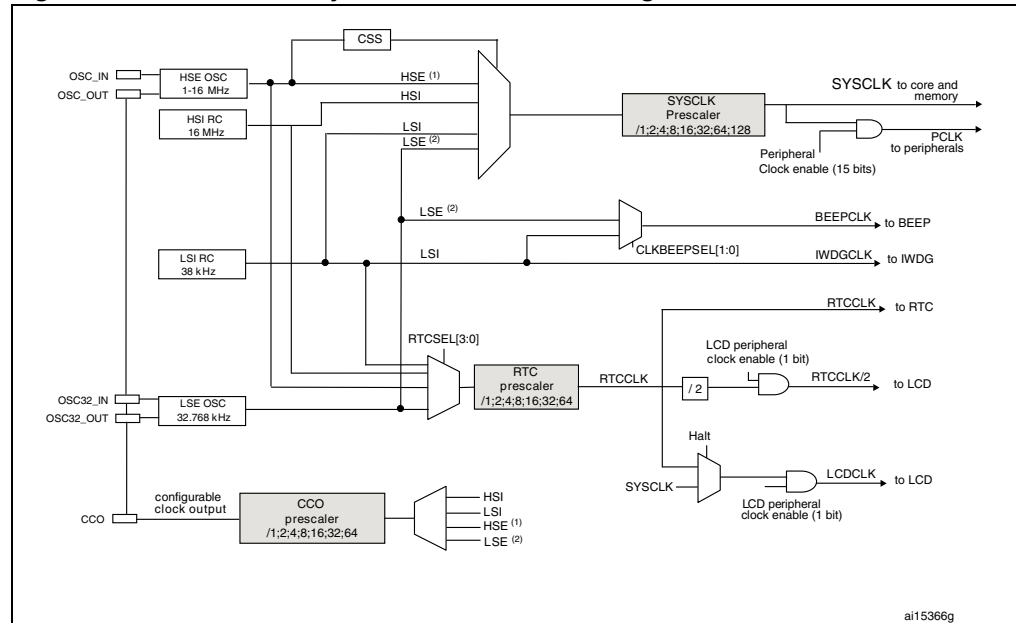 CSS
OSC_IN
OSC_OUT
HSE OSC
1-16 MHz
HSE (1)
HSI RC
16 MHz
HSI
LSI
LSE (2)
SYSCLK
Prescaler
/1;2;4;8;16;32;64;128
SYSCLK to core and
memory
PCLK
to peripherals
Peripheral
Clock enable (15 bits)
LSE (2)
BEEPCLK
to BEEP
CLKBEEPSEL[1:0]
LSI RC
38 kHz
LSI
IWDGCLK
to IWDG
RTCCLK
to RTC
RTCSEL[3:0]
LCD peripheral
clock enable (1 bit)
RTC
prescaler
/1;2;4;8;16;32;64
RTCCLK
/ 2
RTCCLK/2
to LCD
OSC32_IN
OSC32_OUT
LSE OSC
32.768 kHz
Halt
SYSCLK
LCDCLK
to LCD
LCD peripheral
clock enable (1 bit)
configurable
clock output
CCO
CCO
prescaler
/1;2;4;8;16;32;64
HSI
LSI
HSE (1)
LSE (2)
ai15366g